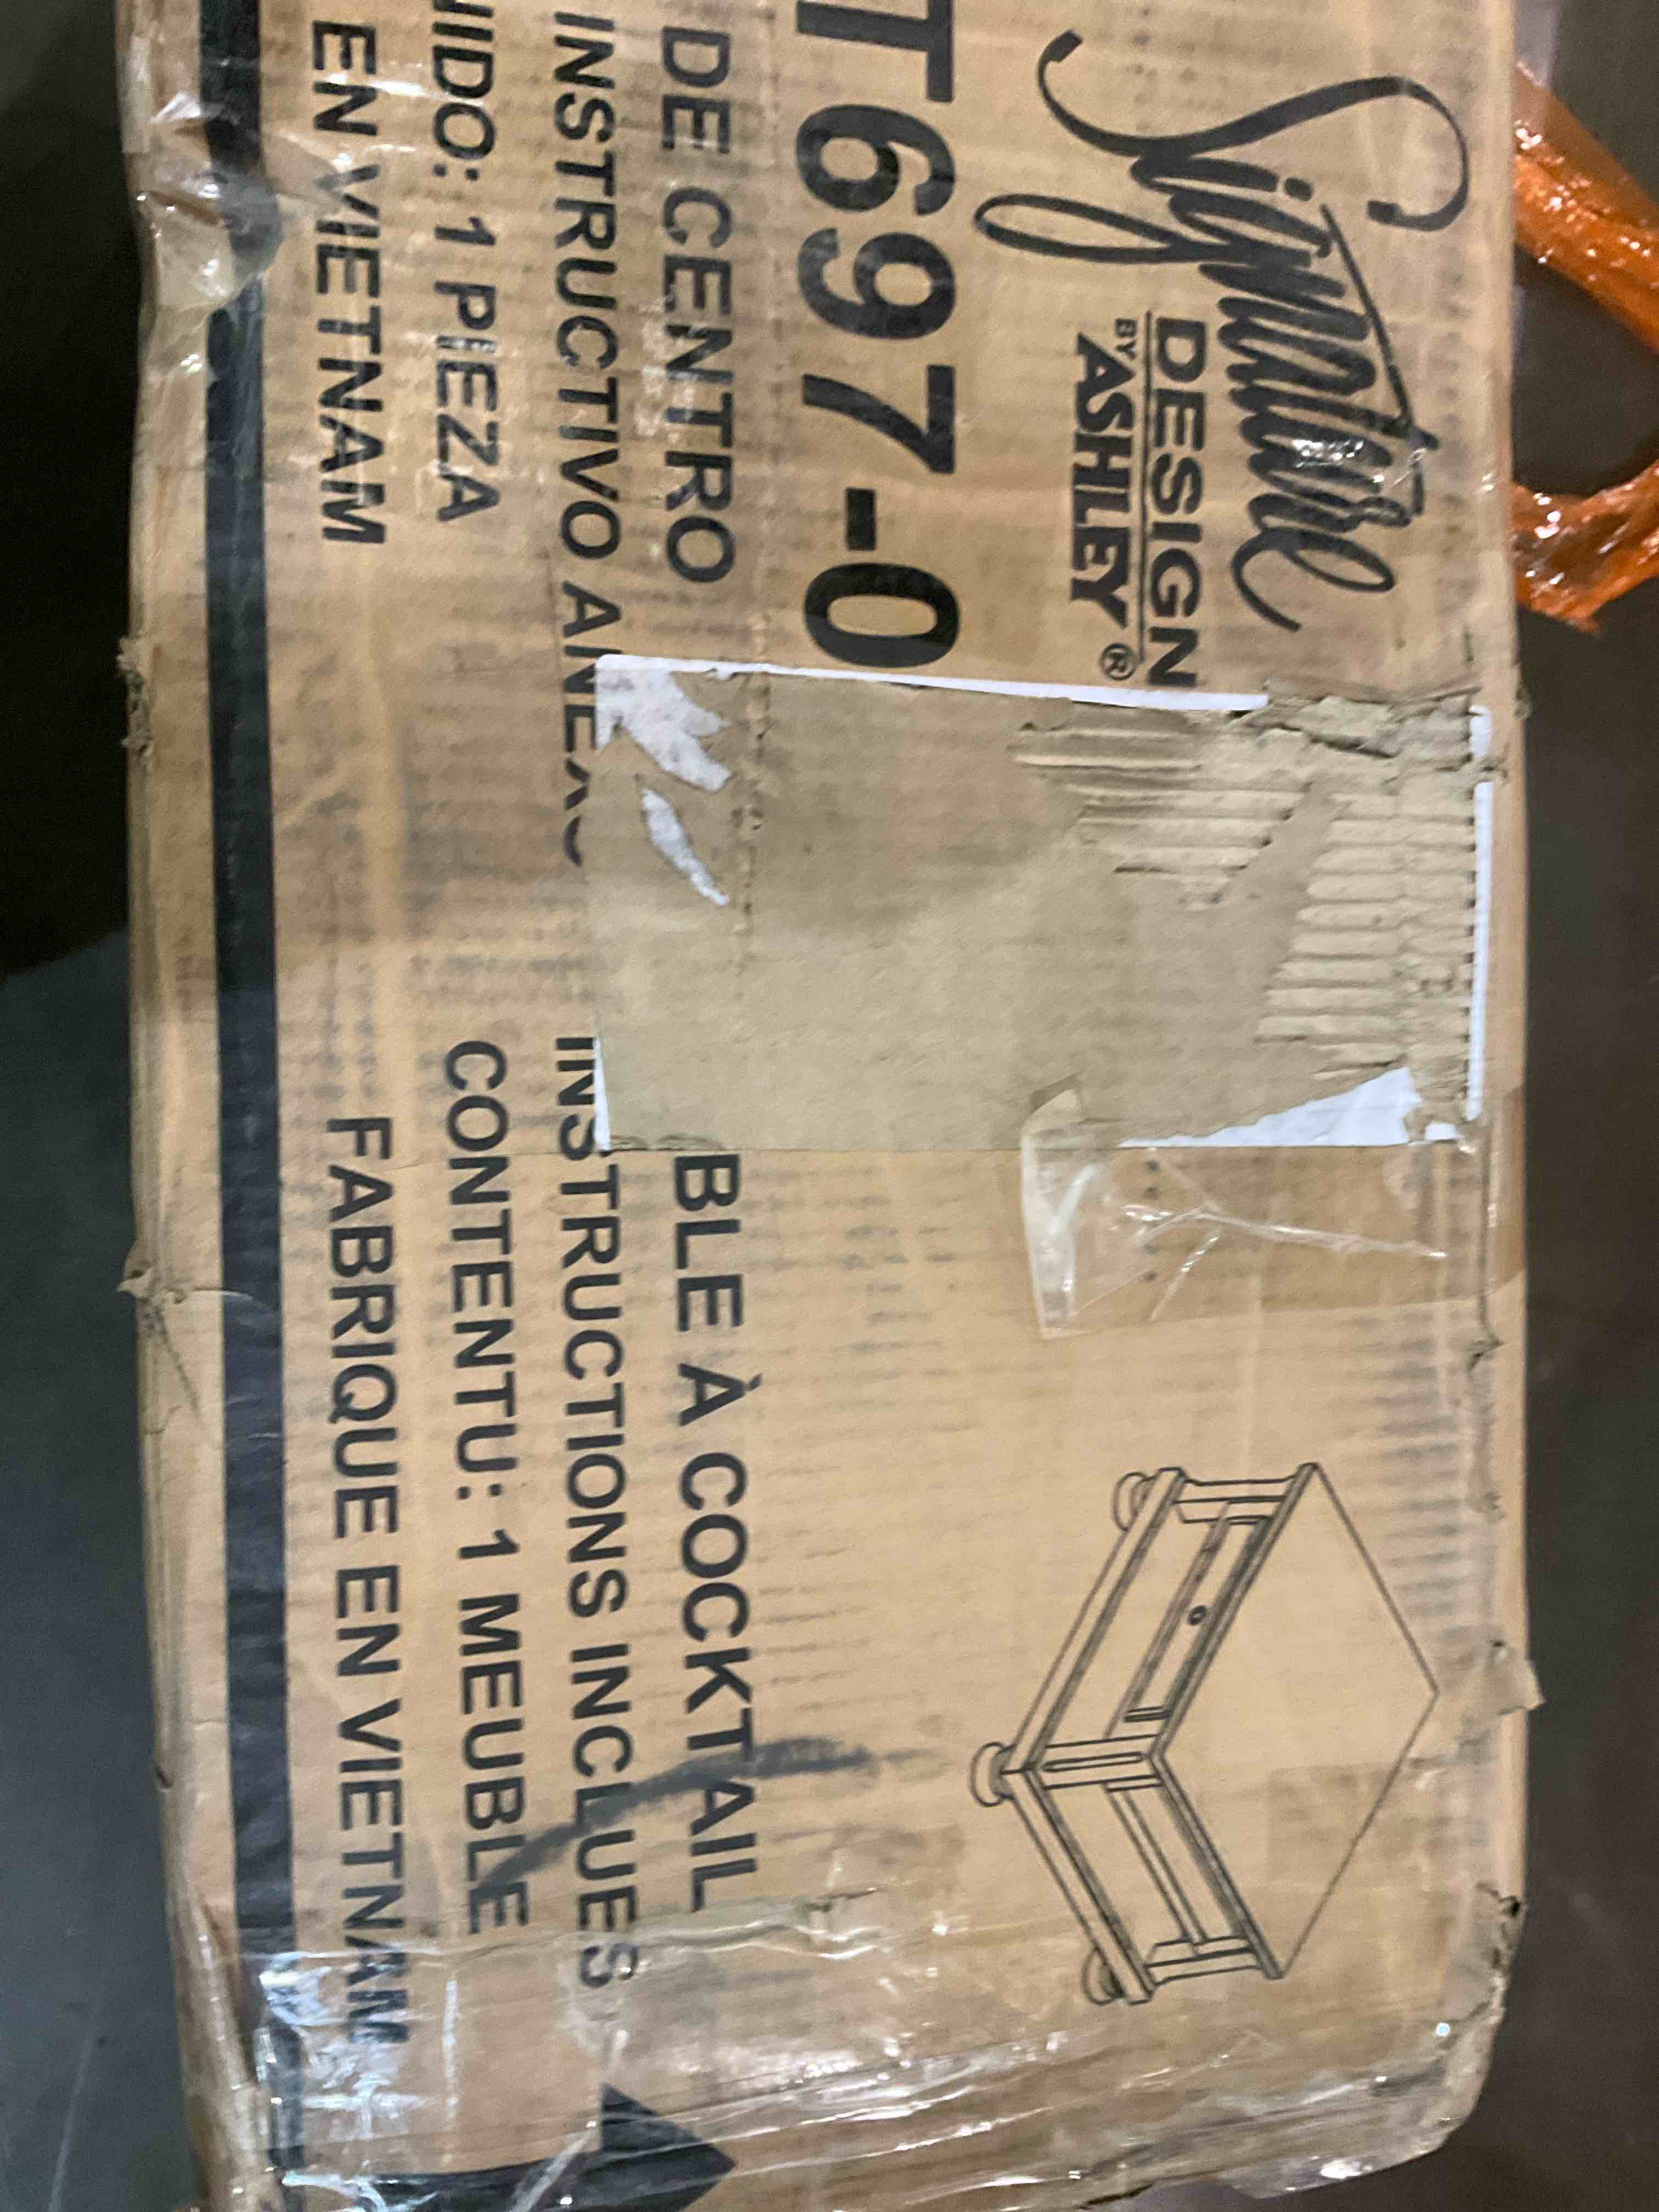 Signature
DESIGN
BY
ASHLEY®
T697-0
DE CENTRO
BLE À COCKTAIL
INSTRUCTIVO ANEXO
INSTRUCTIONS INCLUES
IDO: 1 PIEZA
CONTENTU: 1 MEUBLE
EN VIETNAM
FABRIQUE EN VIETNAM